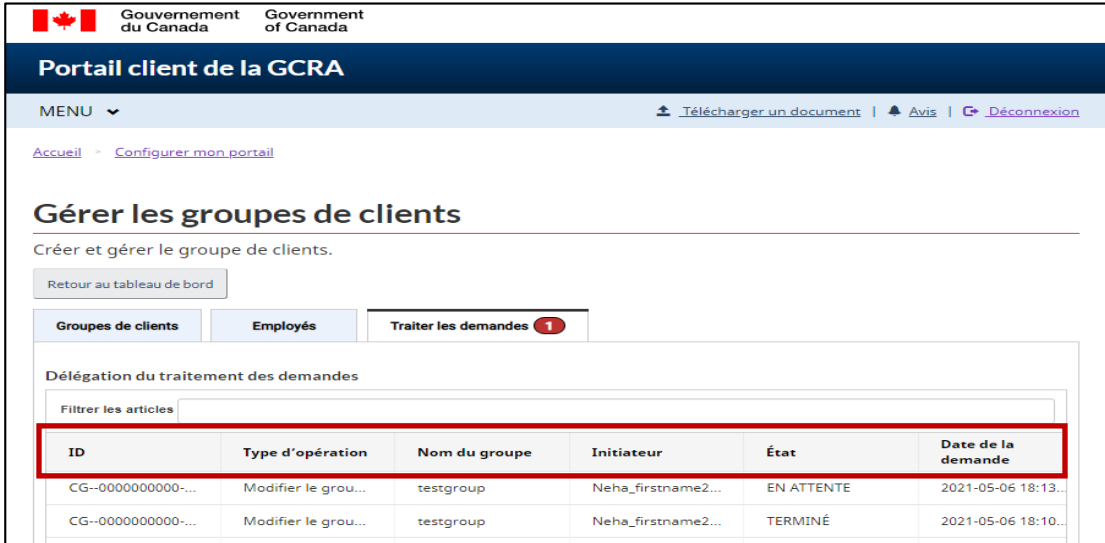 Gouvernement du Canada
Government of Canada
Portail client de la GCRA
MENU
Télécharger un document | Avis | Déconnexion
Accueil > Configurer mon portail
Gérer les groupes de clients
Créer et gérer le groupe de clients.
Retour au tableau de bord
Groupes de clients Employés Traiter les demandes 1
Délégation du traitement des demandes
Filtrer les articles
ID Type d'opération Nom du groupe Initiateur État Date de la demande
CG--0000000000-... Modifier le grou... testgroup Neha_firstname2... EN ATTENTE 2021-05-06 18:13...
CG--0000000000-... Modifier le grou... testgroup Neha_firstname2... TERMINÉ 2021-05-06 18:10...